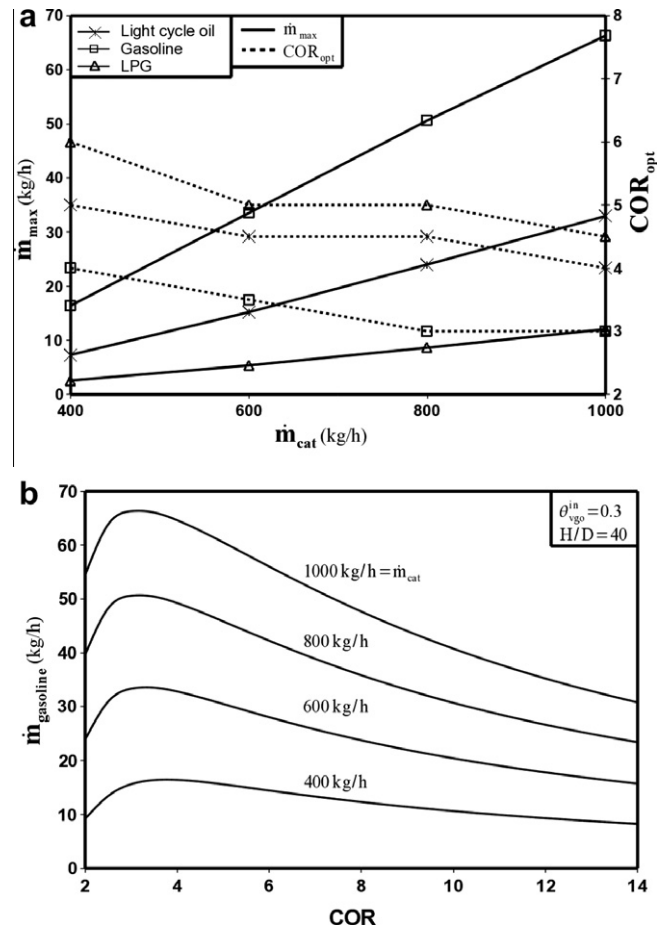 a
Light cycle oil
Gasoline
LPG
ṁmax
CORopt
70
60
50
40
30
20
10
0
ṁmax (kg/h)
8
7
6
5
4
3
2
CORopt
400
600
800
1000
ṁcat (kg/h)
b
θ^in_vgo = 0.3
H/D = 40
1000 kg/h = ṁcat
800 kg/h
600 kg/h
400 kg/h
70
60
50
40
30
20
10
0
ṁgasoline (kg/h)
2
4
6
8
10
12
14
COR